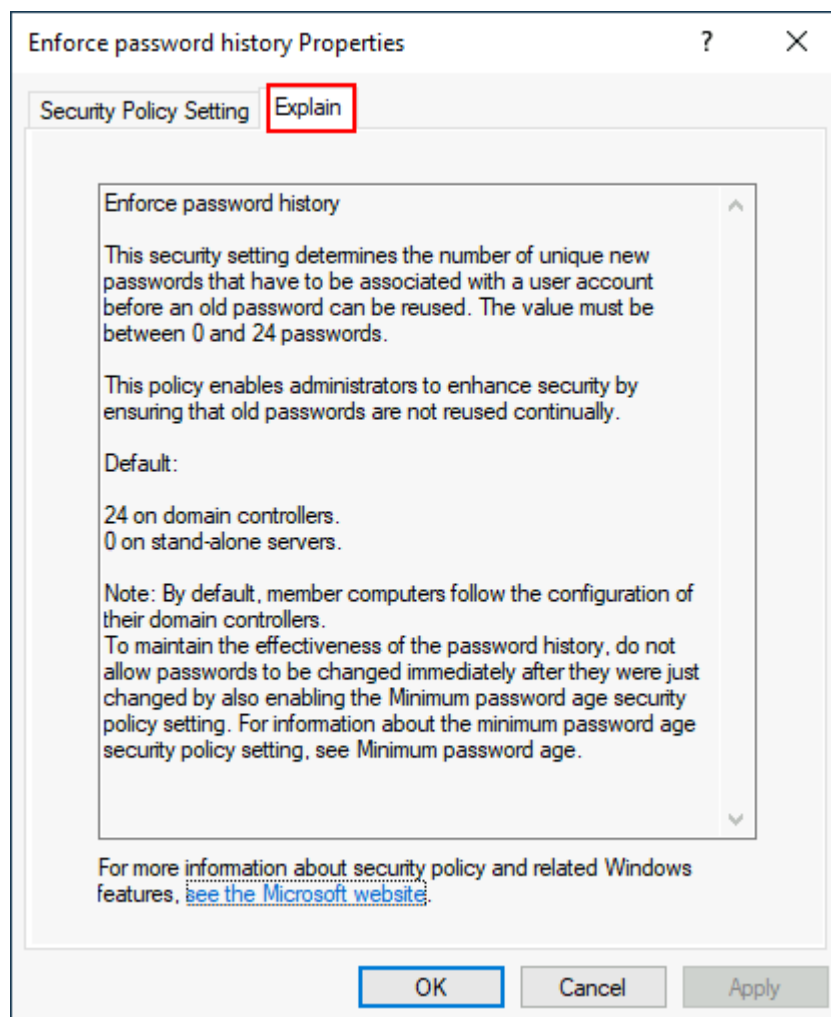 Enforce password history Properties
?
Security Policy Setting
Explain
Enforce password history
This security setting determines the number of unique new
passwords that have to be associated with a user account
before an old password can be reused. The value must be
between 0 and 24 passwords.
This policy enables administrators to enhance security by
ensuring that old passwords are not reused continually.
Default:
24 on domain controllers.
0 on stand-alone servers.
Note: By default, member computers follow the configuration of
their domain controllers.
To maintain the effectiveness of the password history, do not
allow passwords to be changed immediately after they were just
changed by also enabling the Minimum password age security
policy setting. For information about the minimum password age
security policy setting, see Minimum password age.
For more information about security policy and related Windows
features, see the Microsoft website.
OK
Cancel
Apply